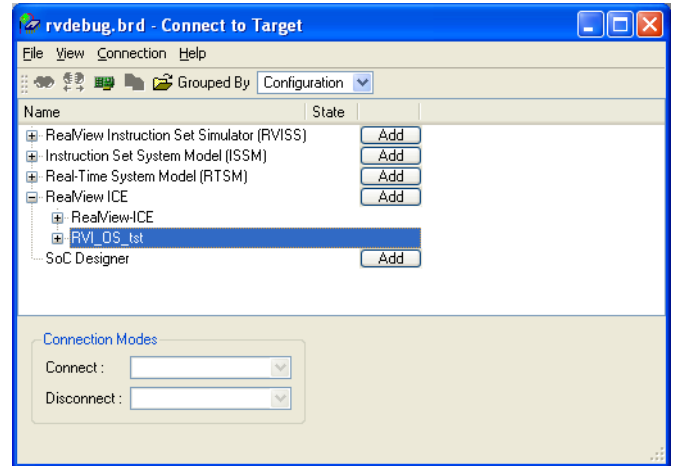 rvdebug.brd - Connect to Target
File View Connection Help
Grouped By Configuration
Name State
RealView Instruction Set Simulator (RVISS) Add
Instruction Set System Model (ISSM) Add
Real-Time System Model (RTSM) Add
RealView ICE Add
RealView-ICE
RVI_OS_tst
SoC Designer Add
Connection Modes
Connect :
Disconnect :